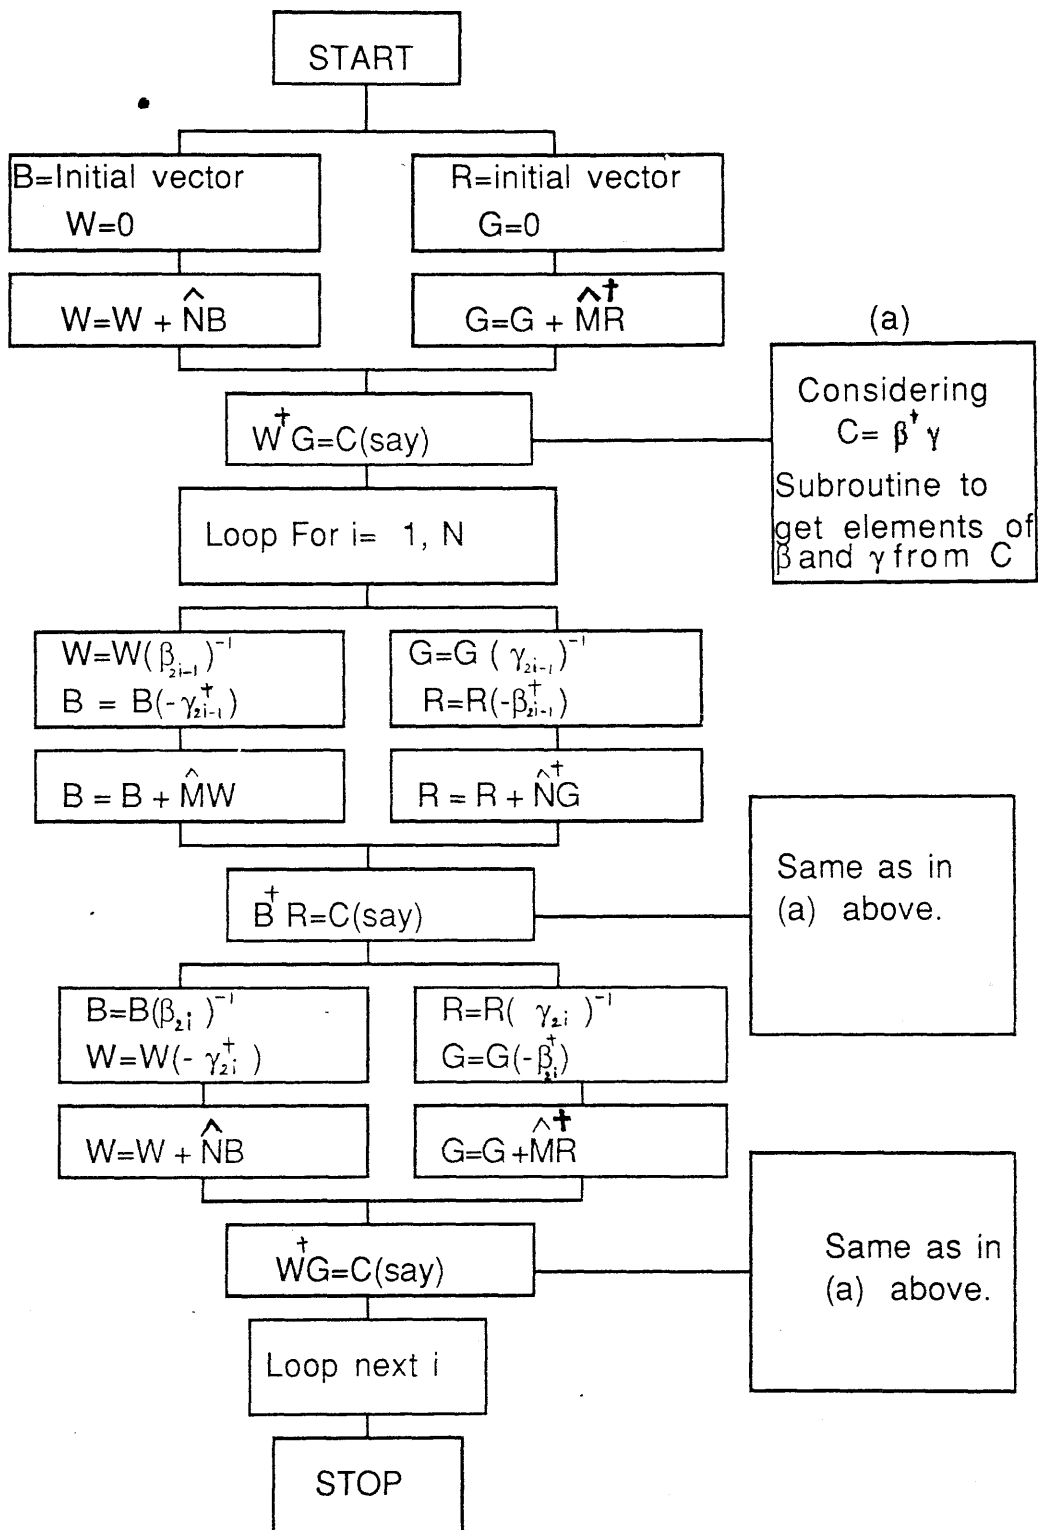 START
B=Initial vector
W=0
R=initial vector
G=0
W=W + N̂B
G=G + M̂†R
(a)
Considering
C= β† γ
Subroutine to
get elements of
β and γ from C
W†G=C(say)
Loop For i= 1, N
W=W(β₂ᵢ₋₁)⁻¹
B = B(-γ†₂ᵢ₋₁)
G=G (γ₂ᵢ₋₁)⁻¹
R=R(-β†₂ᵢ₋₁)
B = B + M̂W
R = R + N̂†G
B†R=C(say)
Same as in
(a) above.
B=B(β₂ᵢ)⁻¹
W=W(-γ†₂ᵢ)
R=R(γ₂ᵢ)⁻¹
G=G(-β†₂ᵢ)
W=W + N̂B
G=G+M̂†R
W†G=C(say)
Same as in
(a) above.
Loop next i
STOP